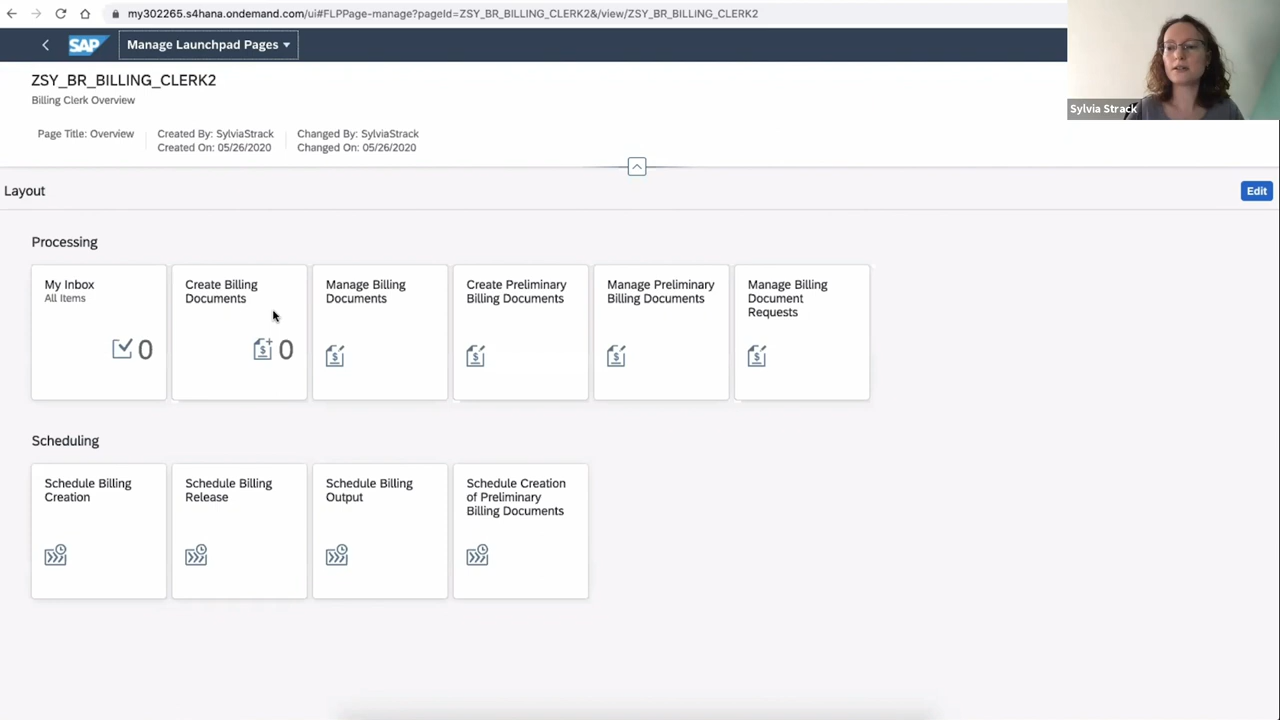 my302265.s4hana.ondemand.com/ui#FLPPage-manage?pageId=ZSY_BR_BILLING_CLERK2&/view/ZSY_BR_BILLING_CLERK2
SAP
Manage Launchpad Pages
ZSY_BR_BILLING_CLERK2
Billing Clerk Overview
Page Title: Overview
Created By: SylviaStrack
Created On: 05/26/2020
Changed By: SylviaStrack
Changed On: 05/26/2020
Sylvia Strack
Layout
Edit
Processing
My Inbox
All Items
0
Create Billing
Documents
0
Manage Billing
Documents
Create Preliminary
Billing Documents
Manage Preliminary
Billing Documents
Manage Billing
Document
Requests
Scheduling
Schedule Billing
Creation
Schedule Billing
Release
Schedule Billing
Output
Schedule Creation
of Preliminary
Billing Documents